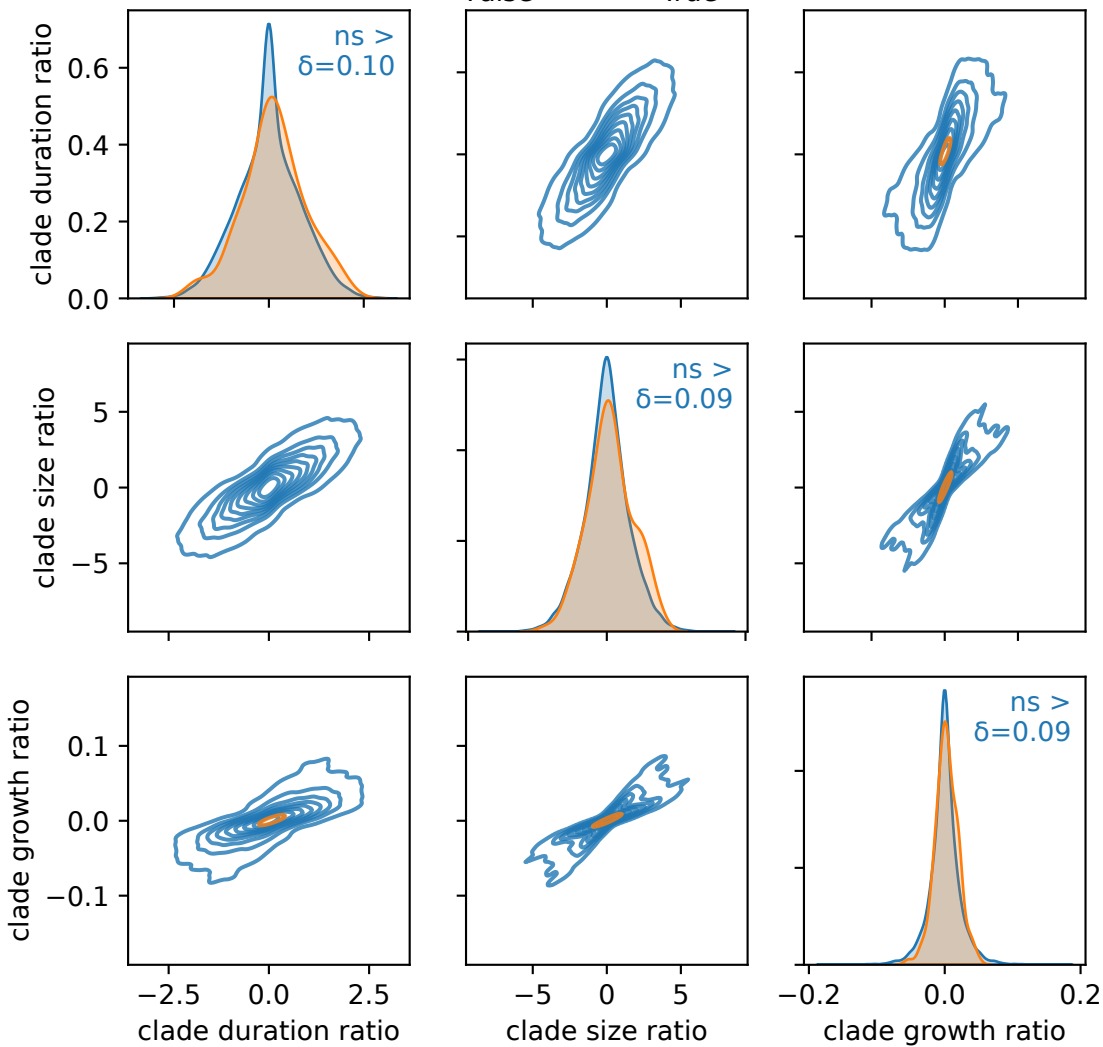 False True
clade duration ratio
0.6
0.4
0.2
0.0
ns >
δ=0.10
clade size ratio
5
0
−5
ns >
δ=0.09
clade growth ratio
0.1
0.0
−0.1
ns >
δ=0.09
−2.5 0.0 2.5
−5 0 5
−0.2 0.0 0.2
clade duration ratio
clade size ratio
clade growth ratio